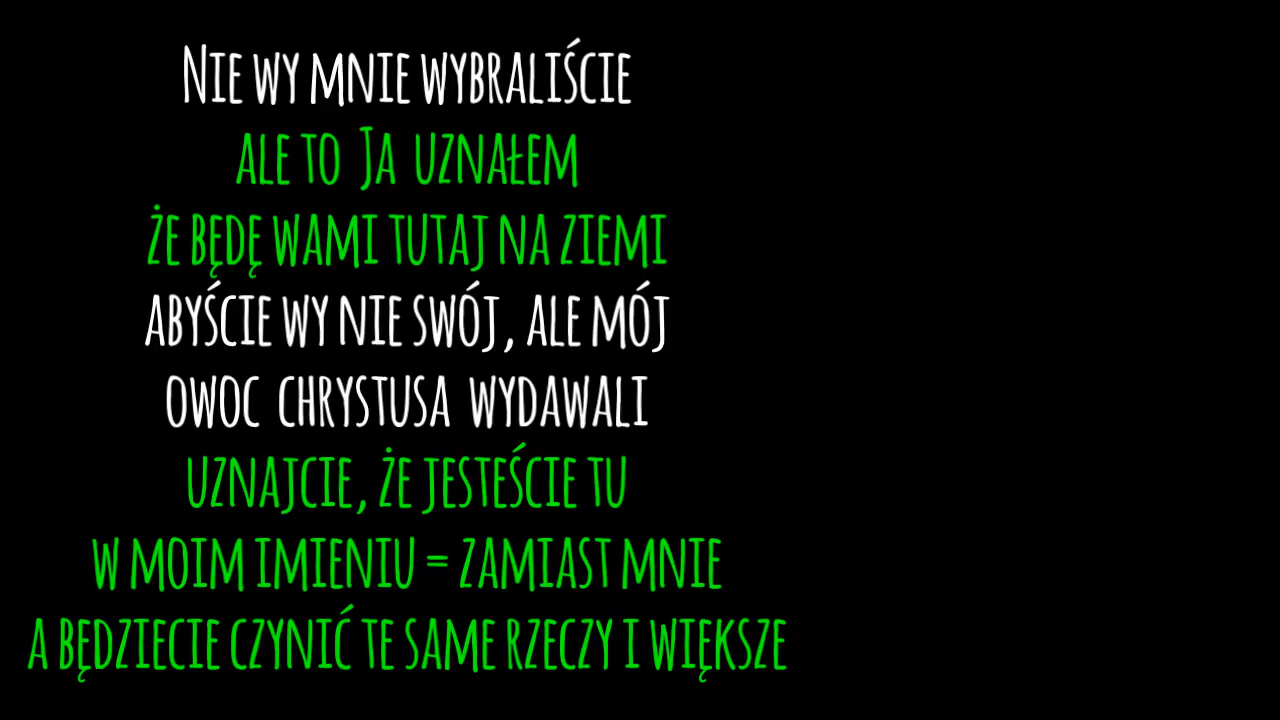 Nie wy mnie wybraliście
ale to Ja uznałem
że będę wami tutaj na ziemi
abyście wy nie swój, ale mój
owoc chrystusa wydawali
uznajcie, że jesteście tu
w moim imieniu = zamiast mnie
a będziecie czynić te same rzeczy i większe